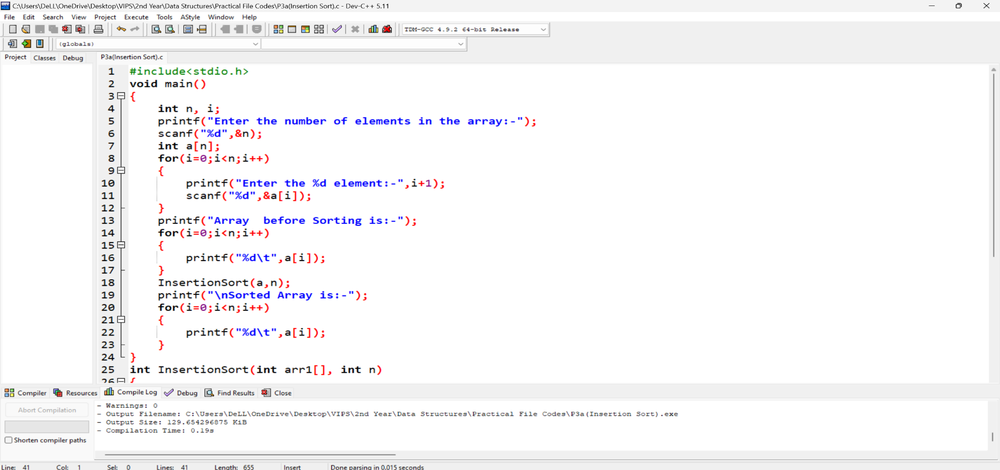 C:\Users\DeLL\OneDrive\Desktop\VIPS\2nd Year\Data Structures\Practical File Codes\P3a(Insertion Sort).c - Dev-C++ 5.11
File Edit Search View Project Execute Tools AStyle Window Help
TDM-GCC 4.9.2 64-bit Release
(globals)
Project Classes Debug P3a(Insertion Sort).c
1 #include<stdio.h>
2 void main()
3 {
4 int n, i;
5 printf("Enter the number of elements in the array:-");
6 scanf("%d",&n);
7 int a[n];
8 for(i=0;i<n;i++)
9 {
10 printf("Enter the %d element:-",i+1);
11 scanf("%d",&a[i]);
12 }
13 printf("Array  before Sorting is:-");
14 for(i=0;i<n;i++)
15 {
16 printf("%d\t",a[i]);
17 }
18 InsertionSort(a,n);
19 printf("\nSorted Array is:-");
20 for(i=0;i<n;i++)
21 {
22 printf("%d\t",a[i]);
23 }
24 }
25 int InsertionSort(int arr1[], int n)
26 {
Compiler Resources Compile Log Debug Find Results Close
Abort Compilation
Shorten compiler paths
- Warnings: 0
- Output Filename: C:\Users\DeLL\OneDrive\Desktop\VIPS\2nd Year\Data Structures\Practical File Codes\P3a(Insertion Sort).exe
- Output Size: 129.654296875 KiB
- Compilation Time: 0.19s
Line: 41 Col: 1 Sel: 0 Lines: 41 Length: 655 Insert Done parsing in 0.015 seconds